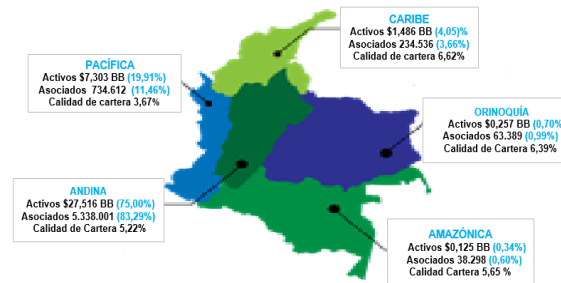 CARIBE
Activos $1,486 BB (4,05)%
Asociados 234.536 (3,66%)
Calidad de cartera 6,62%
PACÍFICA
Activos $7,303 BB (19,91%)
Asociados 734.612 (11,46%)
Calidad de cartera 3,67%
ORINOQUÍA
Activos $0,257 BB (0,70%
Asociados 63.389 (0,99%)
Calidad de Cartera 6,39%
ANDINA
Activos $27,516 BB (75,00%)
Asociados 5.338.001 (83,29%)
Calidad de Cartera 5,22%
AMAZÓNICA
Activos $0,125 BB (0,34%)
Asociados 38.298 (0,60%)
Calidad Cartera 5,65 %